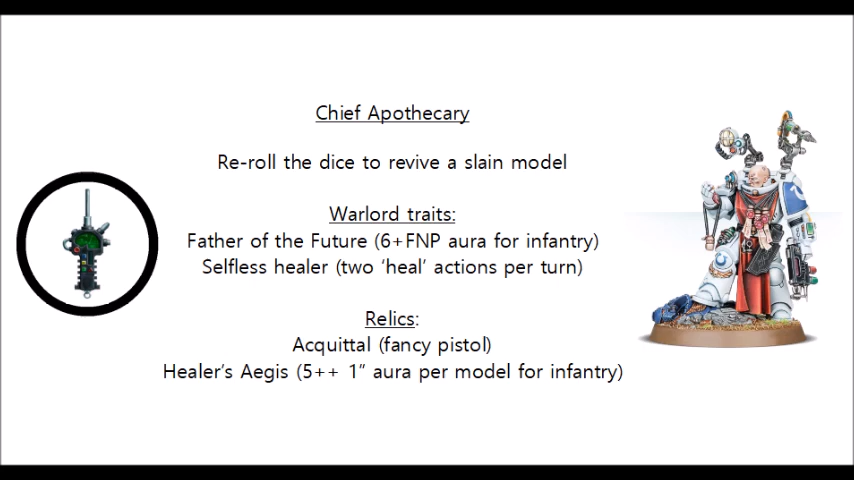 Chief Apothecary
Re-roll the dice to revive a slain model
Warlord traits:
Father of the Future (6+FNP aura for infantry)
Selfless healer (two ‘heal’ actions per turn)
Relics:
Acquittal (fancy pistol)
Healer’s Aegis (5++ 1” aura per model for infantry)